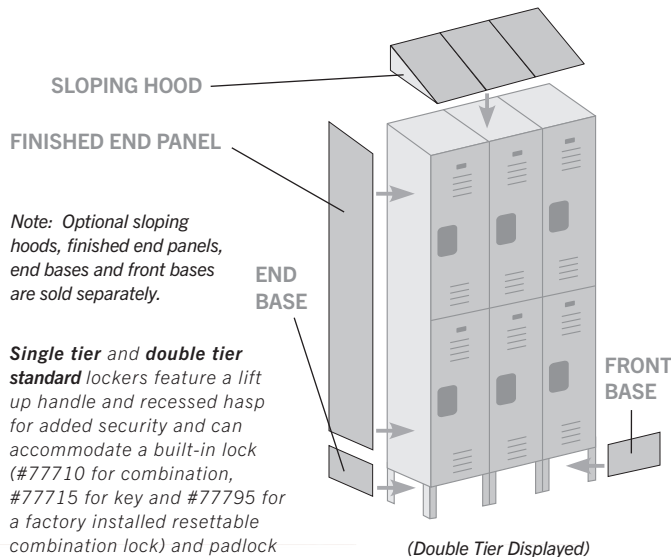 SLOPING HOOD
FINISHED END PANEL
Note: Optional sloping
hoods, finished end panels,
end bases and front bases
are sold separately.
END
BASE
Single tier and double tier
standard lockers feature a lift
up handle and recessed hasp
for added security and can
accommodate a built-in lock
(#77710 for combination,
#77715 for key and #77795 for
a factory installed resettable
combination lock) and padlock
FRONT
BASE
(Double Tier Displayed)